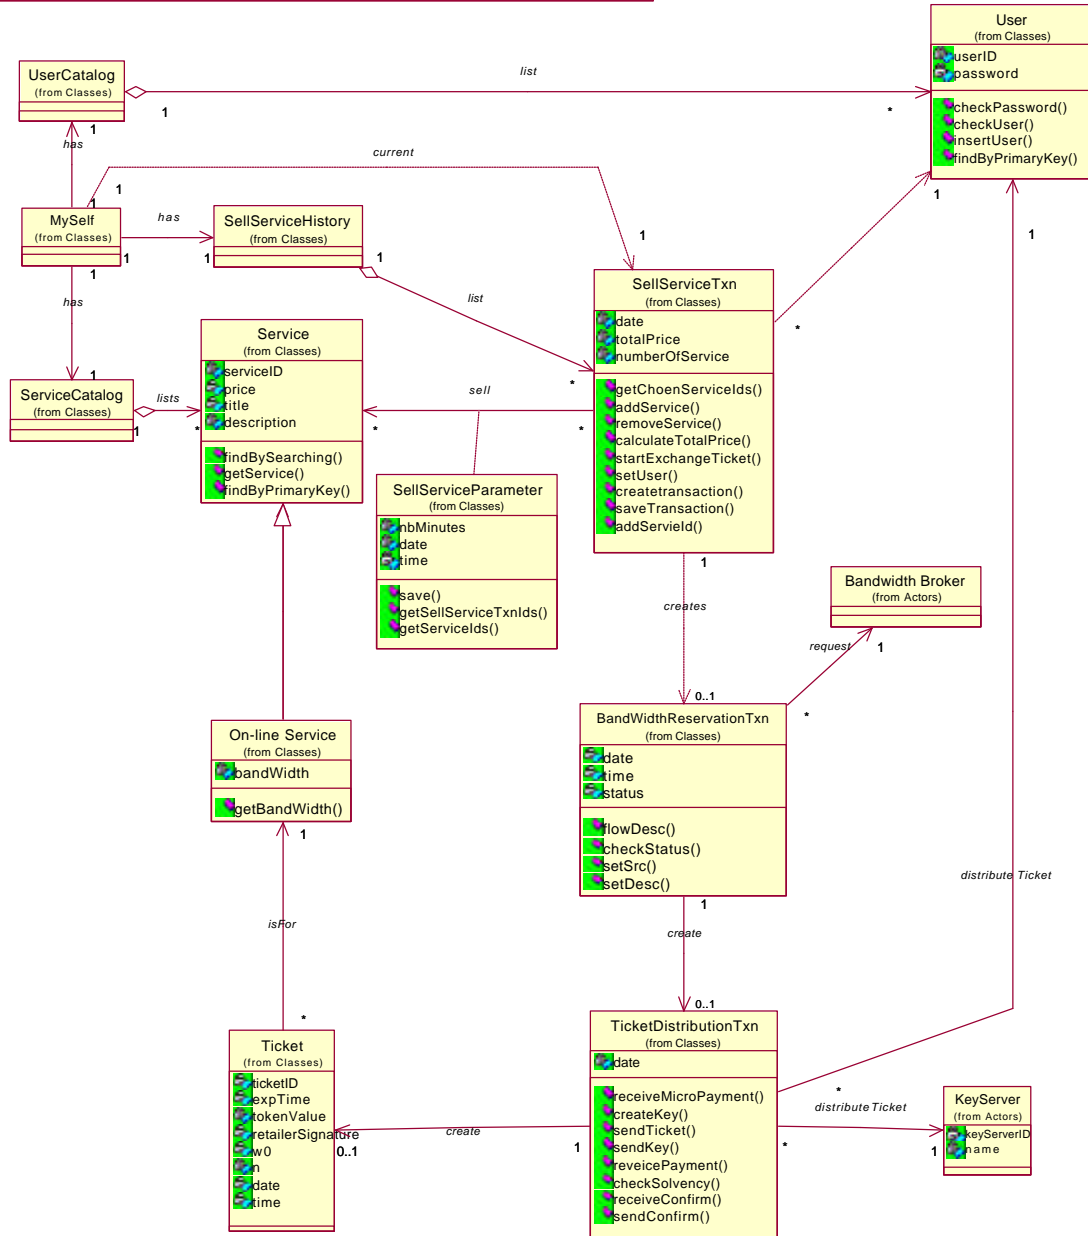 User
(from Classes)
userID
password
checkPassword()
checkUser()
insertUser()
findByPrimaryKey()
UserCatalog
(from Classes)
list
1
*
1
has
current
1
1
MySelf
(from Classes)
has
1
1
1
SellServiceHistory
(from Classes)
1
1
1
*
1
has
list
SellServiceTxn
(from Classes)
date
totalPrice
numberOfService
getChoenServiceIds()
addService()
removeService()
calculateTotalPrice()
startExchangeTicket()
setUser()
createtransaction()
saveTransaction()
addServieId()
*
Service
(from Classes)
serviceID
price
title
description
findBySearching()
getService()
findByPrimaryKey()
1
ServiceCatalog
(from Classes)
lists
1
*
sell
*
*
SellServiceParameter
(from Classes)
nbMinutes
date
time
save()
getSellServiceTxnIds()
getServiceIds()
1
creates
0..1
Bandwidth Broker
(from Actors)
request
1
*
BandWidthReservationTxn
(from Classes)
date
time
status
flowDesc()
checkStatus()
setSrc()
setDesc()
On-line Service
(from Classes)
bandWidth
getBandWidth()
1
isFor
*
1
create
0..1
distribute Ticket
Ticket
(from Classes)
ticketID
expTime
tokenValue
retailerSignature
w0
n
date
time
0..1
create
1
TicketDistributionTxn
(from Classes)
date
receiveMicroPayment()
createKey()
sendTicket()
sendKey()
reveicePayment()
checkSolvency()
receiveConfirm()
sendConfirm()
*
distributeTicket
*
1
KeyServer
(from Actors)
keyServerID
name